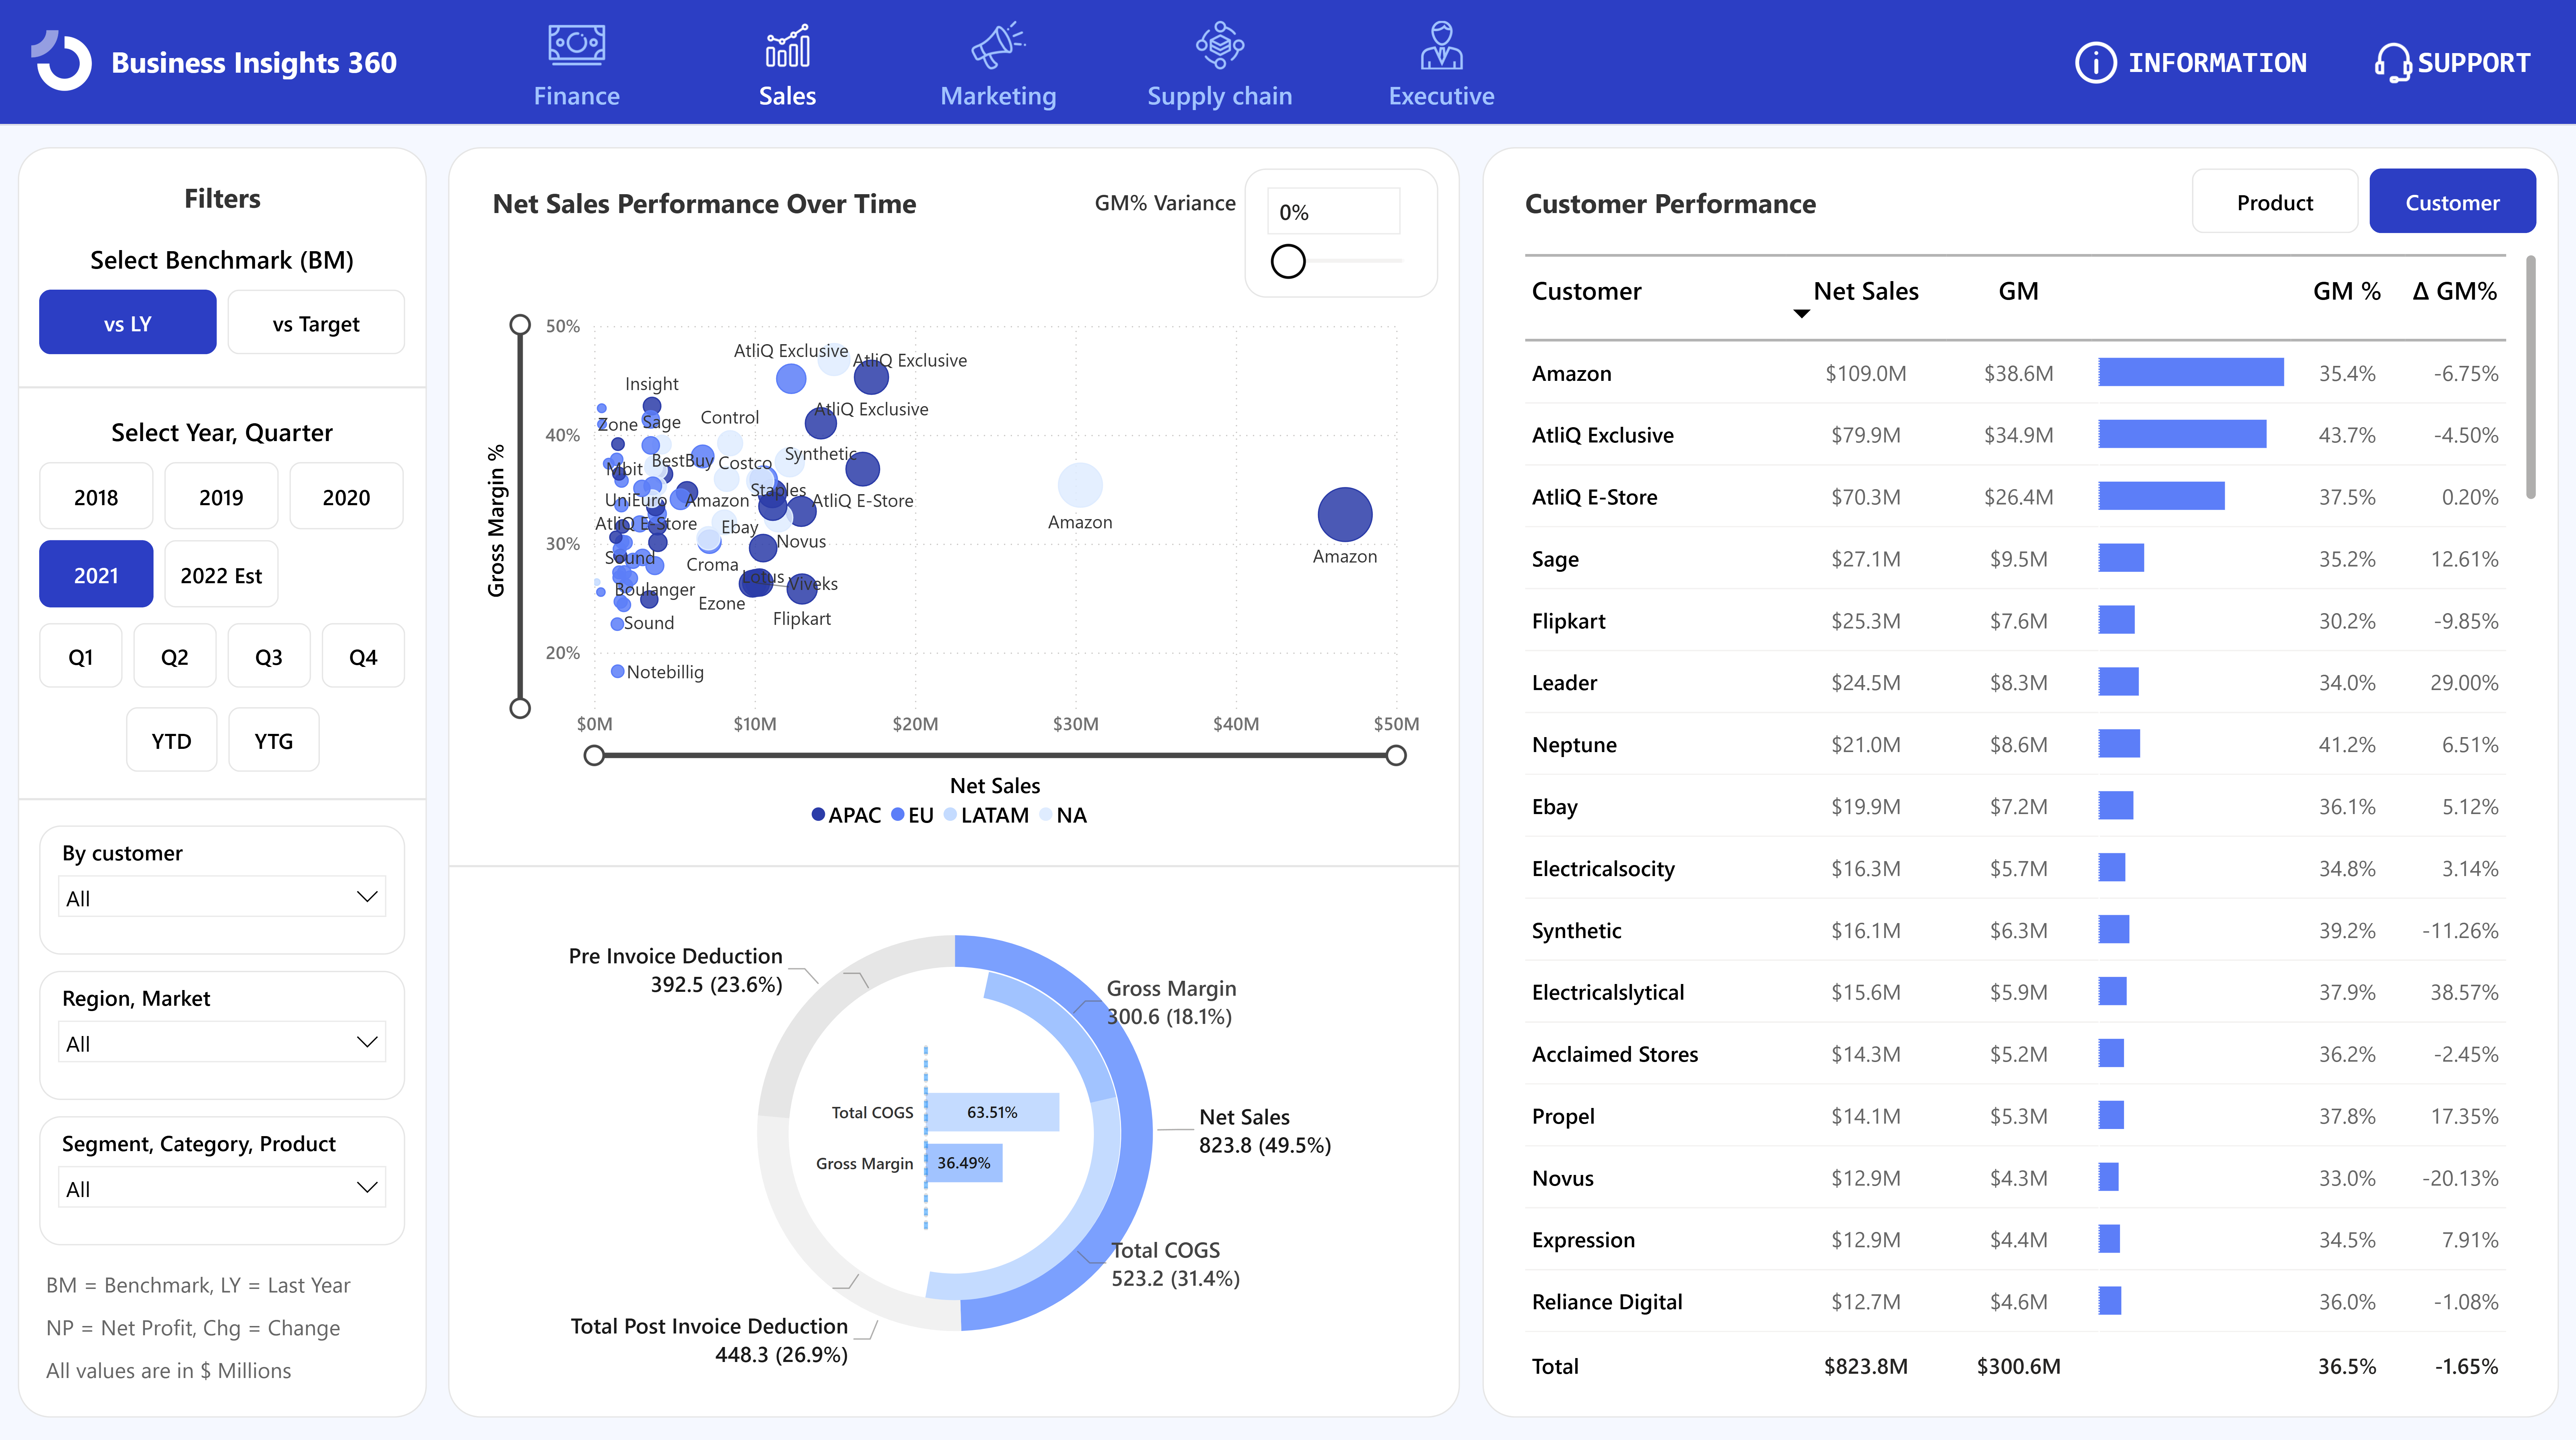 Business Insights 360
Finance
Sales
Marketing
Supply chain
Executive
INFORMATION
SUPPORT
Filters
Select Benchmark (BM)
vs LY
vs Target
Select Year, Quarter
2018
2019
2020
2021
2022 Est
Q1
Q2
Q3
Q4
YTD
YTG
By customer
All
Region, Market
All
Segment, Category, Product
All
BM = Benchmark, LY = Last Year
NP = Net Profit, Chg = Change
All values are in $ Millions
Net Sales Performance Over Time
GM% Variance
0%
Gross Margin %
50%
40%
30%
20%
AtliQ Exclusive
AtliQ Exclusive
Insight
AtliQ Exclusive
Zone
Sage
Control
Synthetic
Mbit
BestBuy
Costco
Staples
UniEuro
Amazon
AtliQ E-Store
AtliQ E-Store
Ebay
Amazon
Novus
Amazon
Sound
Croma
Lotus
Viveks
Boulanger
Ezone
Flipkart
Sound
Notebillig
$0M
$10M
$20M
$30M
$40M
$50M
Net Sales
APAC
EU
LATAM
NA
Pre Invoice Deduction
392.5 (23.6%)
Gross Margin
300.6 (18.1%)
Total COGS
63.51%
Gross Margin
36.49%
Net Sales
823.8 (49.5%)
Total COGS
523.2 (31.4%)
Total Post Invoice Deduction
448.3 (26.9%)
Customer Performance
Product
Customer
Customer Net Sales GM GM % Δ GM%
Amazon $109.0M $38.6M 35.4% -6.75%
AtliQ Exclusive $79.9M $34.9M 43.7% -4.50%
AtliQ E-Store $70.3M $26.4M 37.5% 0.20%
Sage $27.1M $9.5M 35.2% 12.61%
Flipkart $25.3M $7.6M 30.2% -9.85%
Leader $24.5M $8.3M 34.0% 29.00%
Neptune $21.0M $8.6M 41.2% 6.51%
Ebay $19.9M $7.2M 36.1% 5.12%
Electricalsocity $16.3M $5.7M 34.8% 3.14%
Synthetic $16.1M $6.3M 39.2% -11.26%
Electricalslytical $15.6M $5.9M 37.9% 38.57%
Acclaimed Stores $14.3M $5.2M 36.2% -2.45%
Propel $14.1M $5.3M 37.8% 17.35%
Novus $12.9M $4.3M 33.0% -20.13%
Expression $12.9M $4.4M 34.5% 7.91%
Reliance Digital $12.7M $4.6M 36.0% -1.08%
Total $823.8M $300.6M 36.5% -1.65%